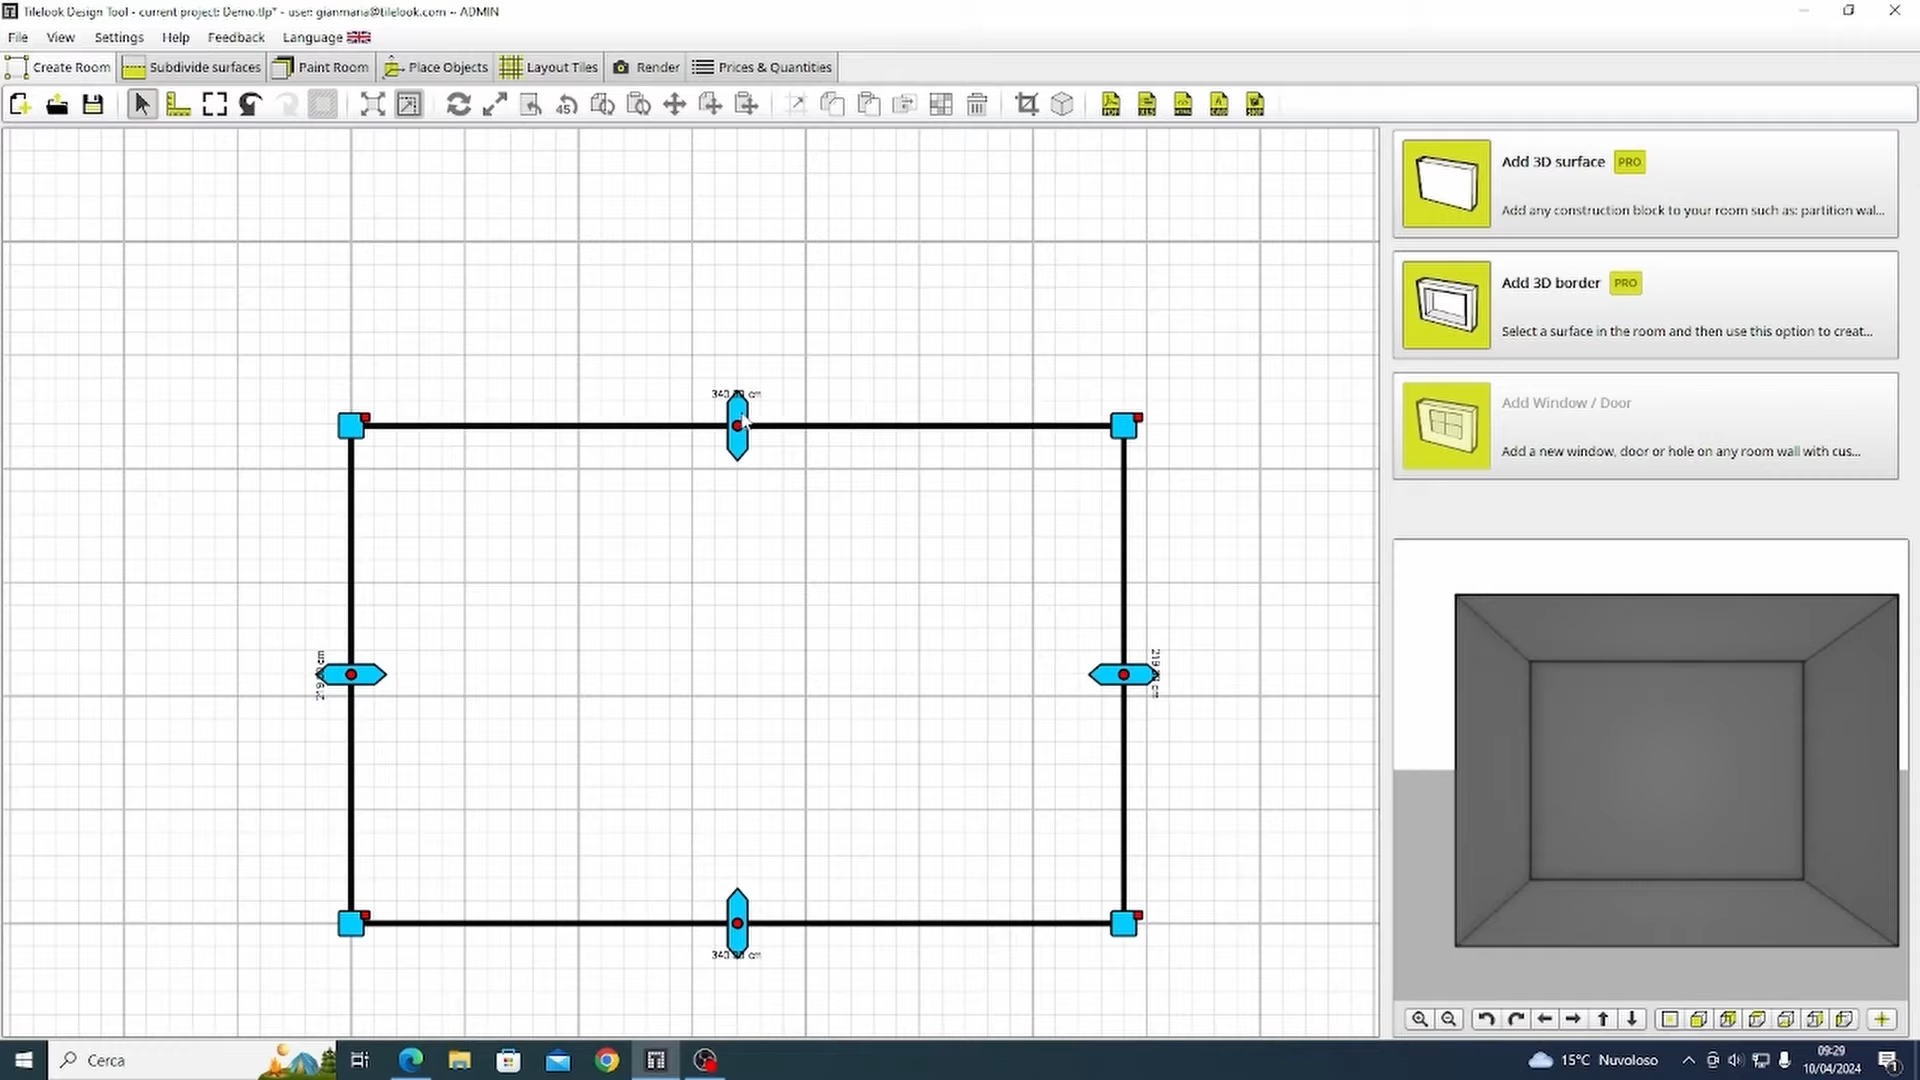 Tilelook Design Tool - current project: Demo.tlp* - user: gianmaria@tilelook.com -- ADMIN
File View Settings Help Feedback Language
Create Room Subdivide surfaces Paint Room Place Objects Layout Tiles Render Prices & Quantities
45
PDF XLS
Add 3D surface PRO
Add any construction block to your room such as: partition wal...
Add 3D border PRO
Select a surface in the room and then use this option to creat...
Add Window / Door
Add a new window, door or hole on any room wall with cus...
Cerca
15°C Nuvoloso
09:29
10/04/2024
1